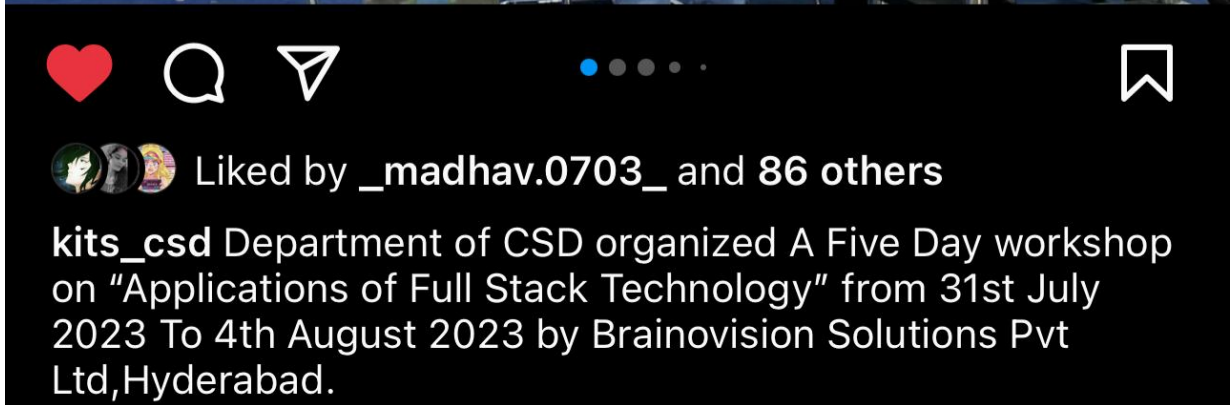 Liked by _madhav.0703_ and 86 others
kits_csd Department of CSD organized A Five Day workshop
on “Applications of Full Stack Technology” from 31st July
2023 To 4th August 2023 by Brainovision Solutions Pvt
Ltd,Hyderabad.